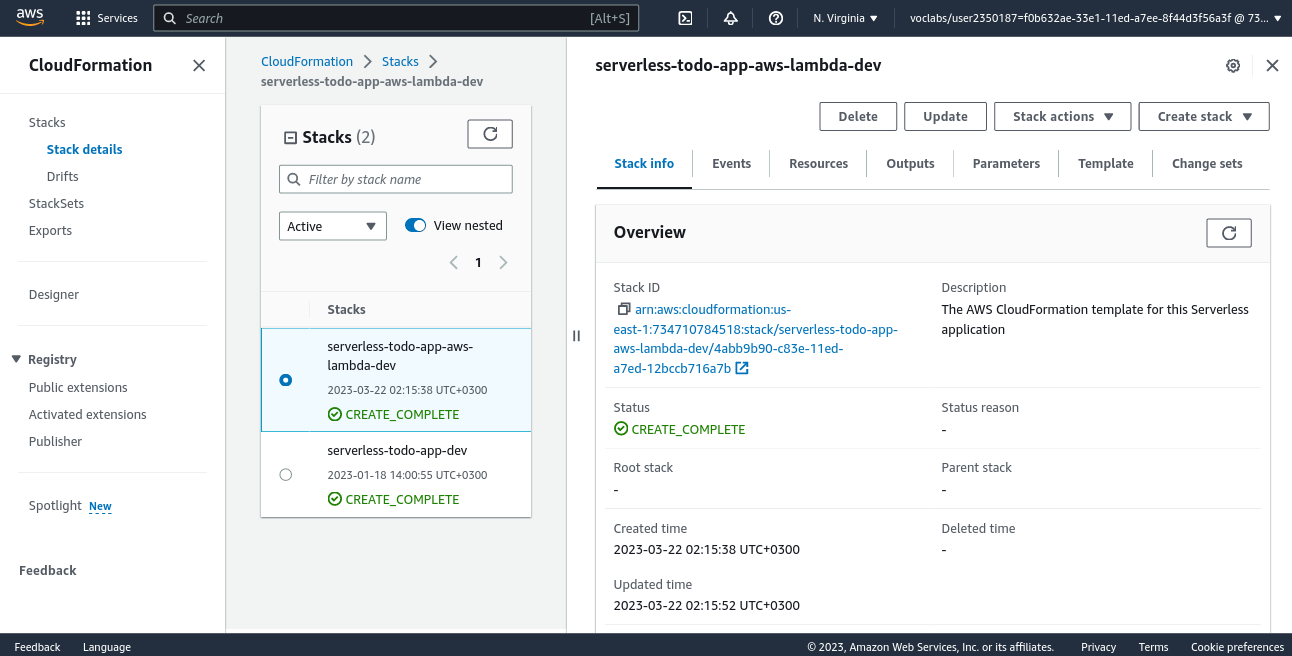 aws
Services
Search [Alt+S]
N. Virginia
voclabs/user2350187=f0b632ae-33e1-11ed-a7ee-8f44d3f56a3f @ 73...
CloudFormation
Stacks
Stack details
Drifts
StackSets
Exports
Designer
Registry
Public extensions
Activated extensions
Publisher
Spotlight New
Feedback
CloudFormation
Stacks
serverless-todo-app-aws-lambda-dev
Stacks (2)
Filter by stack name
Active
View nested
1
Stacks
serverless-todo-app-aws-
lambda-dev
2023-03-22 02:15:38 UTC+0300
CREATE_COMPLETE
serverless-todo-app-dev
2023-01-18 14:00:55 UTC+0300
CREATE_COMPLETE
serverless-todo-app-aws-lambda-dev
Delete
Update
Stack actions
Create stack
Stack info
Events
Resources
Outputs
Parameters
Template
Change sets
Overview
Stack ID
arn:aws:cloudformation:us-
east-1:734710784518:stack/serverless-todo-app-
aws-lambda-dev/4abb9b90-c83e-11ed-
a7ed-12bccb716a7b
Description
The AWS CloudFormation template for this Serverless
application
Status
CREATE_COMPLETE
Status reason
-
Root stack
-
Parent stack
-
Created time
2023-03-22 02:15:38 UTC+0300
Deleted time
-
Updated time
2023-03-22 02:15:52 UTC+0300
Feedback
Language
© 2023, Amazon Web Services, Inc. or its affiliates.
Privacy
Terms
Cookie preferences